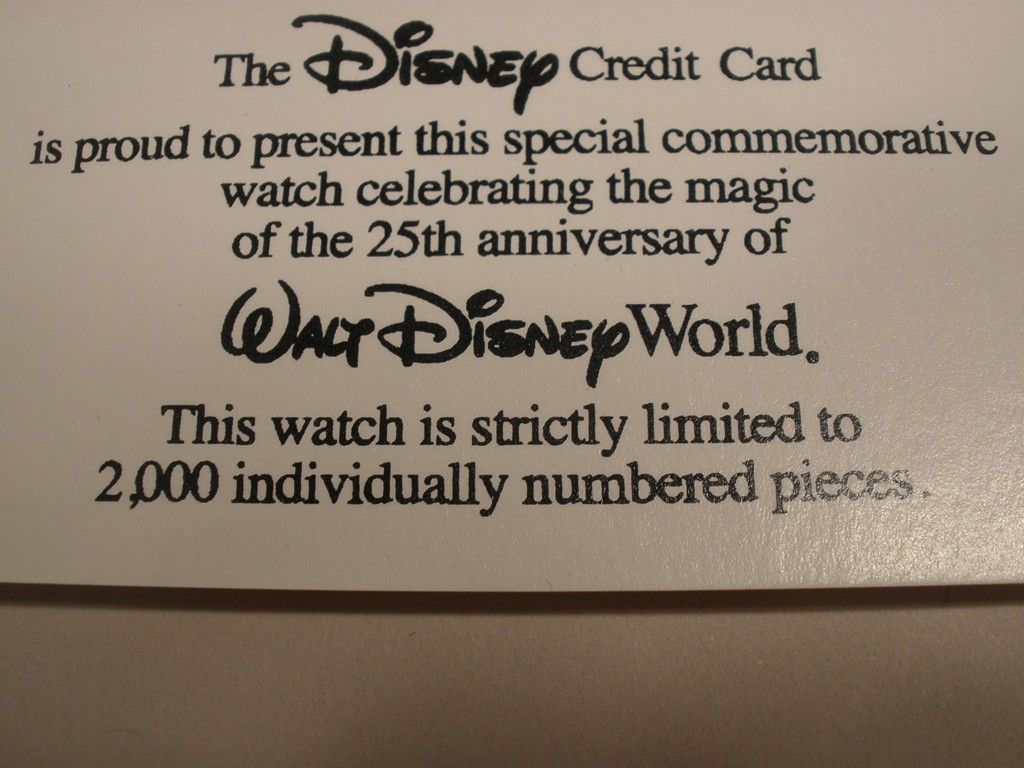 The Disney Credit Card
is proud to present this special commemorative
watch celebrating the magic
of the 25th anniversary of
Walt Disney World.
This watch is strictly limited to
2,000 individually numbered pieces.